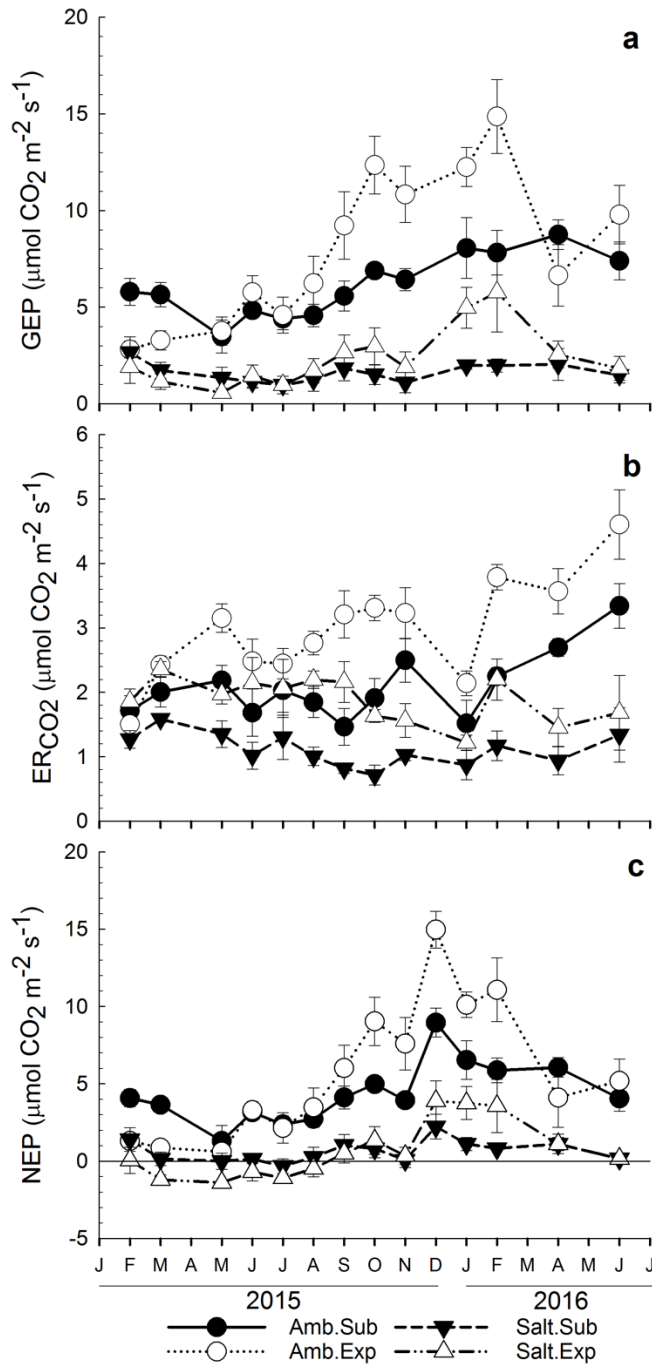 a
20
15
10
5
0
GEP (μmol CO2 m-2 s-1)
b
6
5
4
3
2
1
0
ERCO2 (μmol CO2 m-2 s-1)
c
20
15
10
5
0
-5
NEP (μmol CO2 m-2 s-1)
J F M A M J J A S O N D J F M A M J J
2015 2016
Amb.Sub Salt.Sub
Amb.Exp Salt.Exp